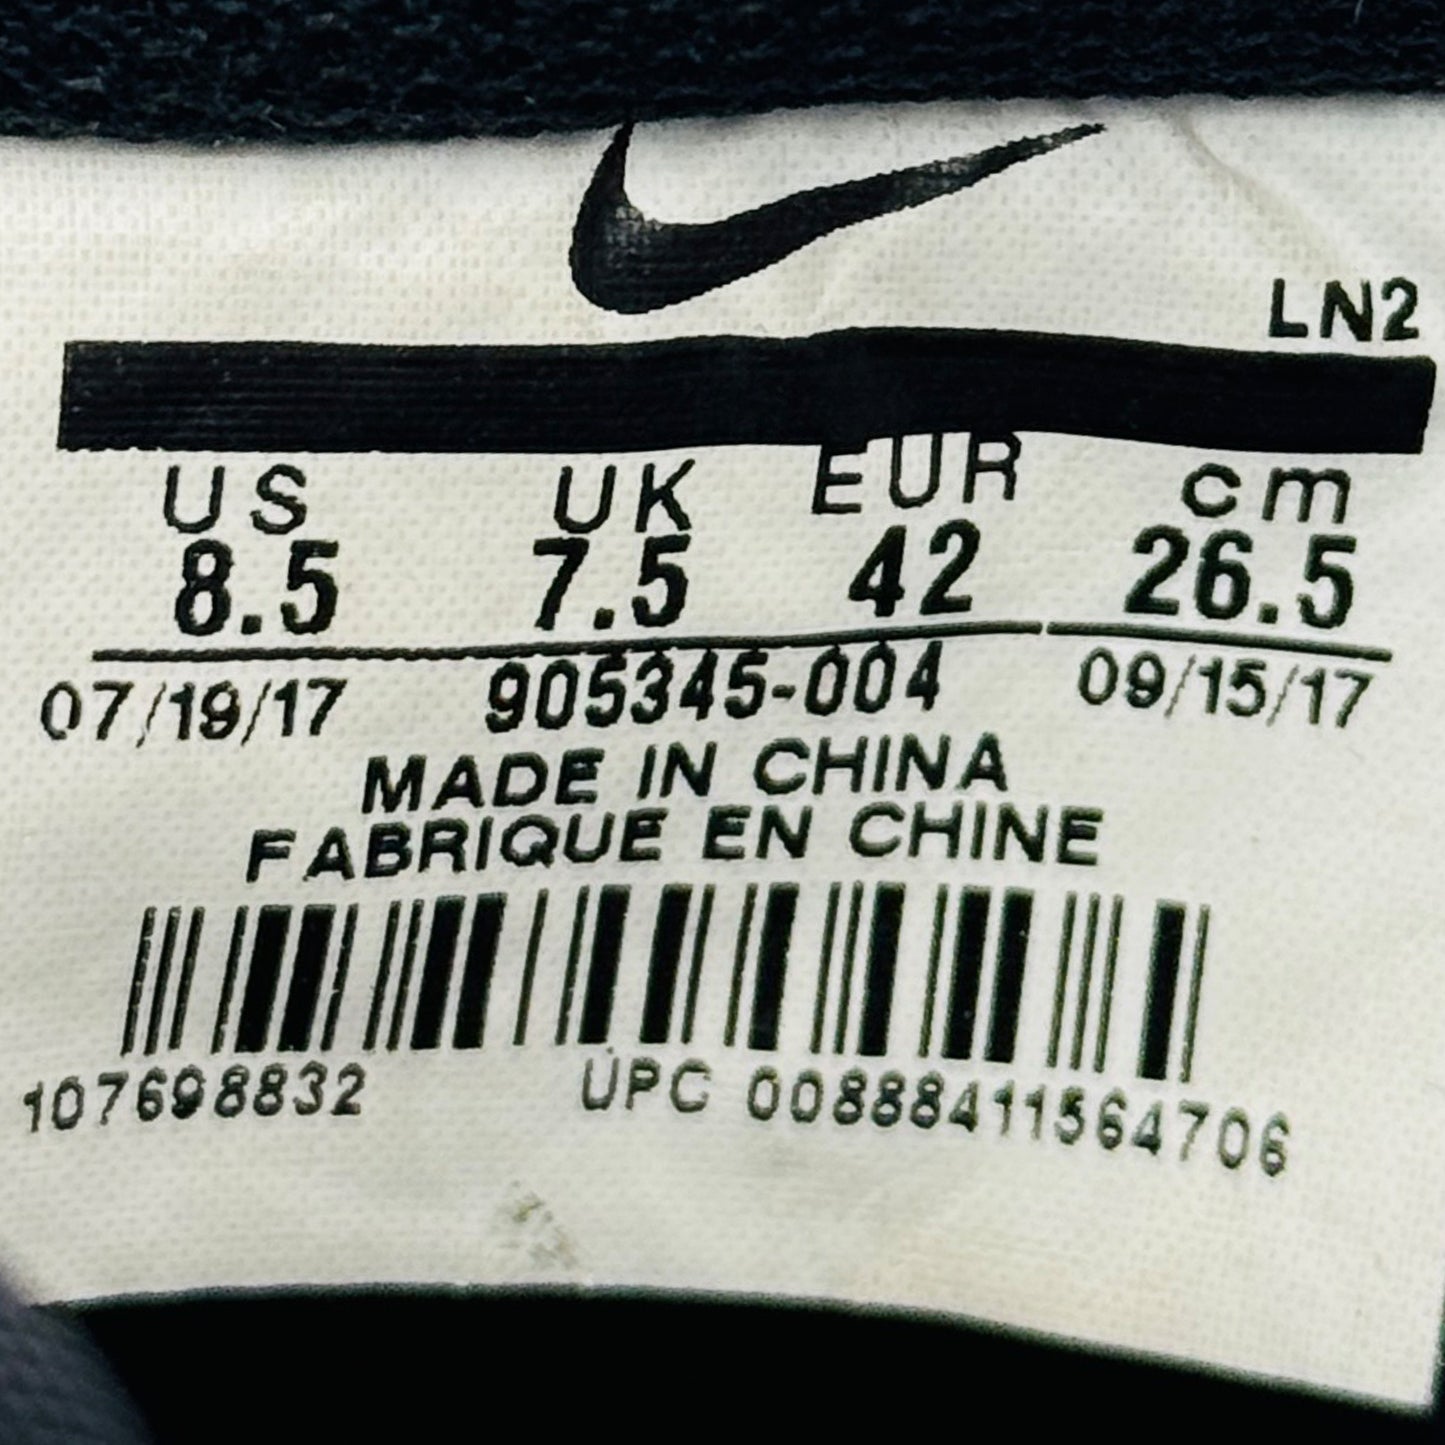 LN2
US UK EUR cm
8.5 7.5 42 26.5
07/19/17 905345-004 09/15/17
MADE IN CHINA
FABRIQUE EN CHINE
107698832 UPC 00888411564706